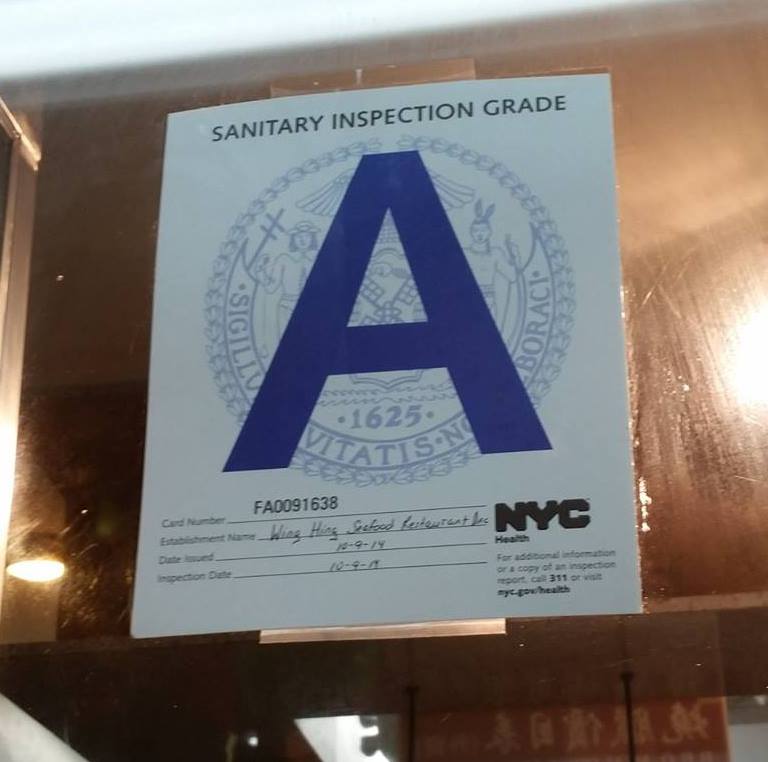 SANITARY INSPECTION GRADE
A
SIGILLU
BORACI
1625
VITATIS·NO
Card Number FA0091638
Establishment Name Wing Hing Seafood Restaurant Inc
Date Issued 10-9-14
Inspection Date 10-9-14
NYC
Health
For additional information
or a copy of an inspection
report, call 311 or visit
nyc.gov/health